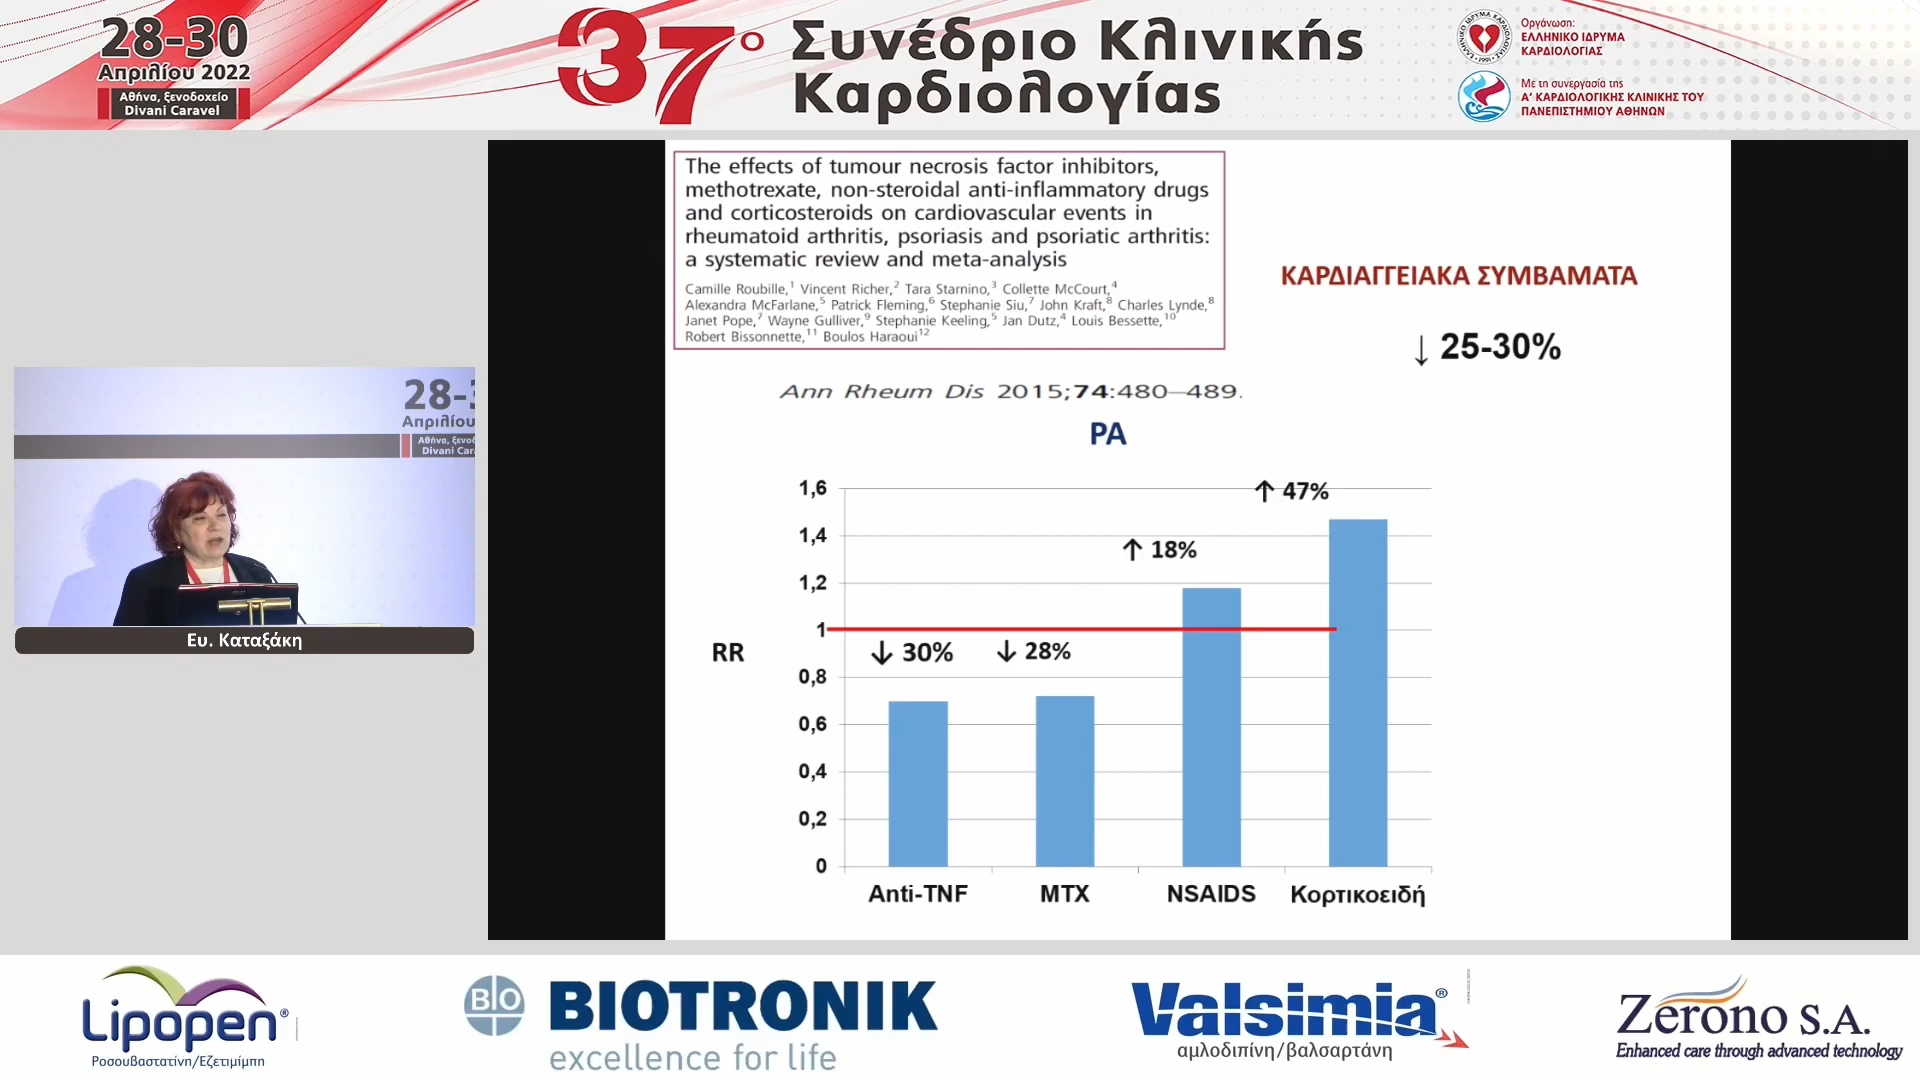 28-30
Απριλίου 2022
Αθήνα, ξενοδοχείο
Divani Caravel
37ο Συνέδριο Κλινικής
Καρδιολογίας
Οργάνωση:
ΕΛΛΗΝΙΚΟ ΙΔΡΥΜΑ
ΚΑΡΔΙΟΛΟΓΙΑΣ
Με τη συνεργασία της
Α' ΚΑΡΔΙΟΛΟΓΙΚΗΣ ΚΛΙΝΙΚΗΣ ΤΟΥ
ΠΑΝΕΠΙΣΤΗΜΙΟΥ ΑΘΗΝΩΝ
The effects of tumour necrosis factor inhibitors,
methotrexate, non-steroidal anti-inflammatory drugs
and corticosteroids on cardiovascular events in
rheumatoid arthritis, psoriasis and psoriatic arthritis:
a systematic review and meta-analysis
Camille Roubille,1 Vincent Richer,2 Tara Starnino,3 Collette McCourt,4
Alexandra McFarlane,5 Patrick Fleming,6 Stephanie Siu,7 John Kraft,8 Charles Lynde,8
Janet Pope,7 Wayne Gulliver,9 Stephanie Keeling,5 Jan Dutz,4 Louis Bessette,10
Robert Bissonnette,11 Boulos Haraoui12
Ann Rheum Dis 2015;74:480–489.
ΚΑΡΔΙΑΓΓΕΙΑΚΑ ΣΥΜΒΑΜΑΤΑ
↓ 25-30%
ΡΑ
1,6
1,4
1,2
1
0,8
0,6
0,4
0,2
0
RR
↓ 30%
↓ 28%
↑ 18%
↑ 47%
Anti-TNF
MTX
NSAIDS
Κορτικοειδή
28-3
Απριλίου
Αθήνα, ξενο
Divani Car
Ευ. Καταξάκη
Lipopen®
Ροσουβαστατίνη/Εζετιμίμπη
BIO
BIOTRONIK
excellence for life
Valsimia®
αμλοδιπίνη/βαλσαρτάνη
Zerono S.A.
Enhanced care through advanced technology